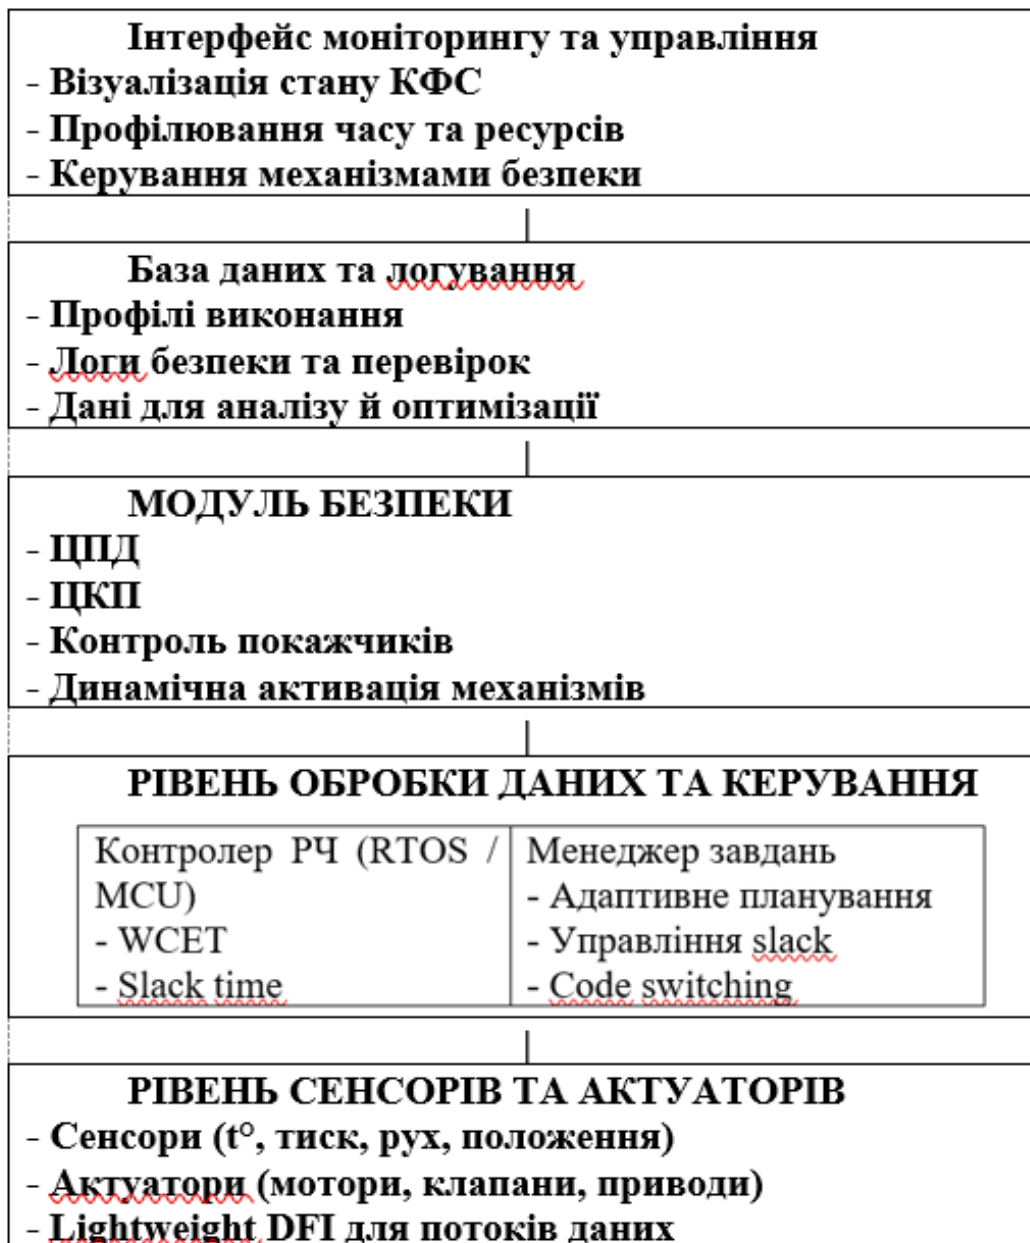 Інтерфейс моніторингу та управління
- Візуалізація стану КФС
- Профілювання часу та ресурсів
- Керування механізмами безпеки
База даних та логування
- Профілі виконання
- Логи безпеки та перевірок
- Дані для аналізу й оптимізації
МОДУЛЬ БЕЗПЕКИ
- ЦПД
- ЦКП
- Контроль покажчиків
- Динамічна активація механізмів
РІВЕНЬ ОБРОБКИ ДАНИХ ТА КЕРУВАННЯ
Контролер РЧ (RTOS /
MCU)
- WCET
- Slack time
Менеджер завдань
- Адаптивне планування
- Управління slack
- Code switching
РІВЕНЬ СЕНСОРІВ ТА АКТУАТОРІВ
- Сенсори (t°, тиск, рух, положення)
- Актуатори (мотори, клапани, приводи)
- Lightweight DFI для потоків даних